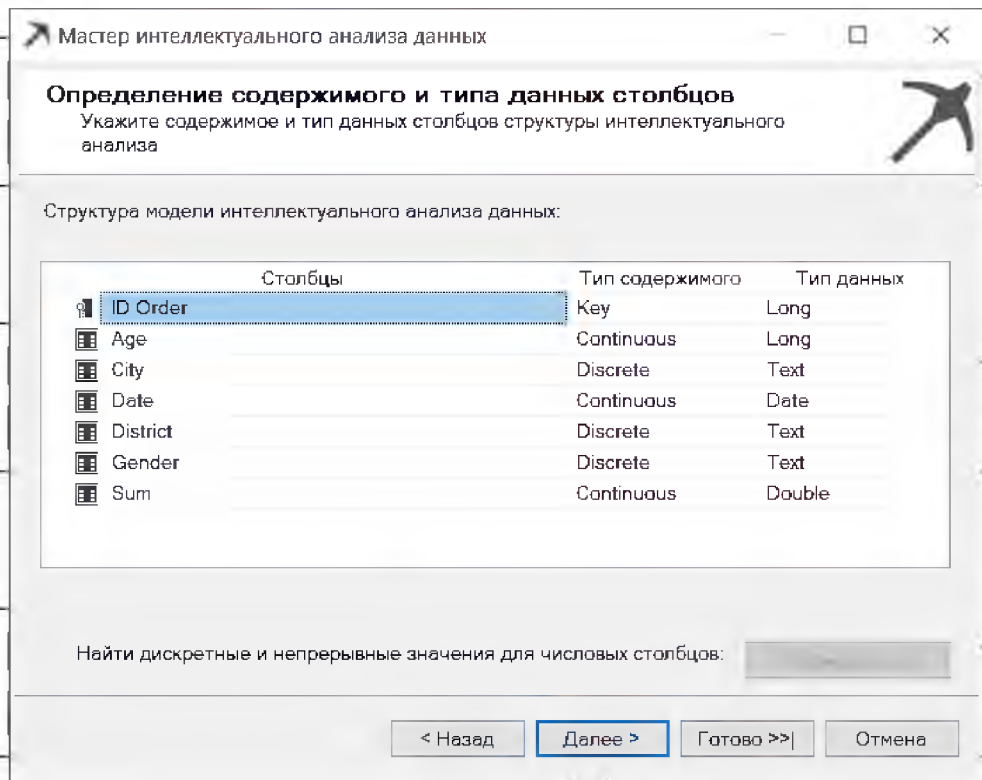 Мастер интеллектуального анализа данных
Определение содержимого и типа данных столбцов
Укажите содержимое и тип данных столбцов структуры интеллектуального
анализа
Структура модели интеллектуального анализа данных:
Столбцы Тип содержимого Тип данных
ID Order Key Long
Age Continuous Long
City Discrete Text
Date Continuous Date
District Discrete Text
Gender Discrete Text
Sum Continuous Double
Найти дискретные и непрерывные значения для числовых столбцов:
< Назад Далее > Готово >>| Отмена